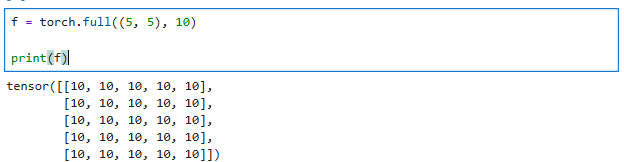 f = torch.full((5, 5), 10)
print(f)
tensor([[10, 10, 10, 10, 10],
        [10, 10, 10, 10, 10],
        [10, 10, 10, 10, 10],
        [10, 10, 10, 10, 10],
        [10, 10, 10, 10, 10]])